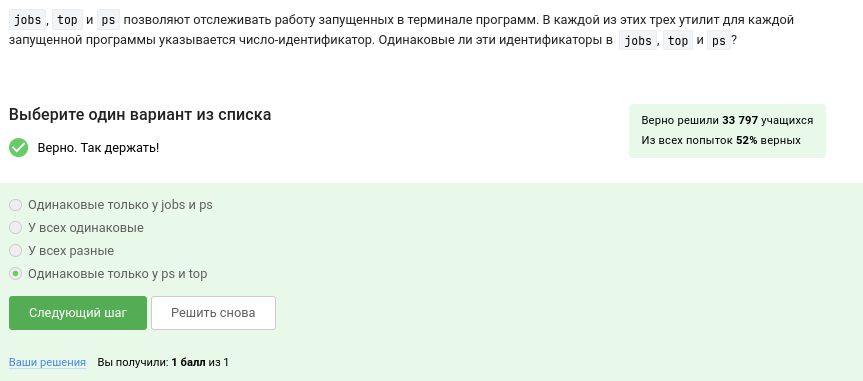 jobs, top и ps позволяют отслеживать работу запущенных в терминале программ. В каждой из этих трех утилит для каждой
запущенной программы указывается число-идентификатор. Одинаковые ли эти идентификаторы в jobs, top и ps?
Выберите один вариант из списка
Верно. Так держать!
Верно решили 33 797 учащихся
Из всех попыток 52% верных
Одинаковые только у jobs и ps
У всех одинаковые
У всех разные
Одинаковые только у ps и top
Следующий шаг
Решить снова
Ваши решения
Вы получили: 1 балл из 1